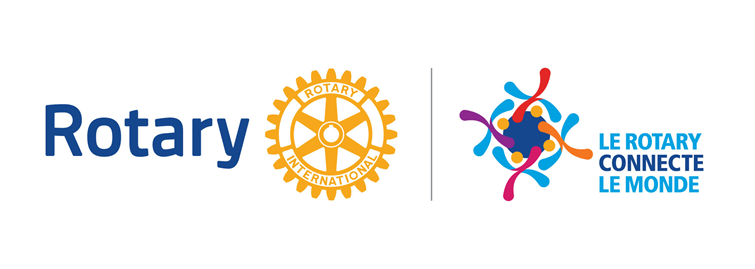 Rotary
ROTARY
INTERNATIONAL
LE ROTARY
CONNECTE
LE MONDE